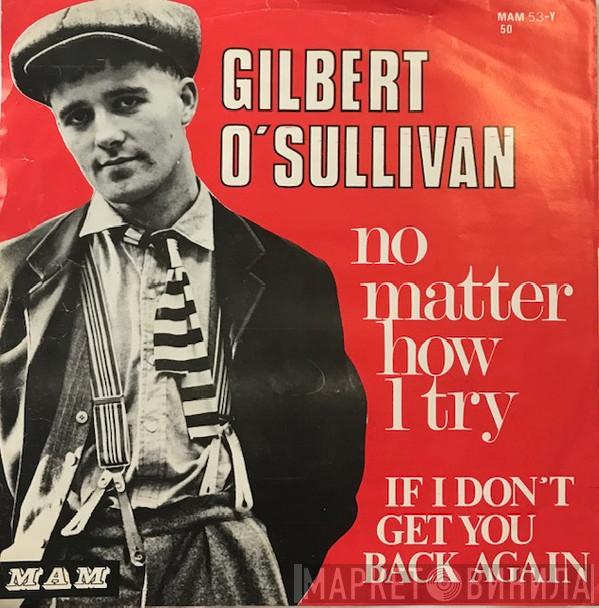 MAM 53-Y
50
GILBERT
O'SULLIVAN
no
matter
how
I try
IF I DON'T
GET YOU
BACK AGAIN
MAM
МАРКЕТ ВИНИЛА